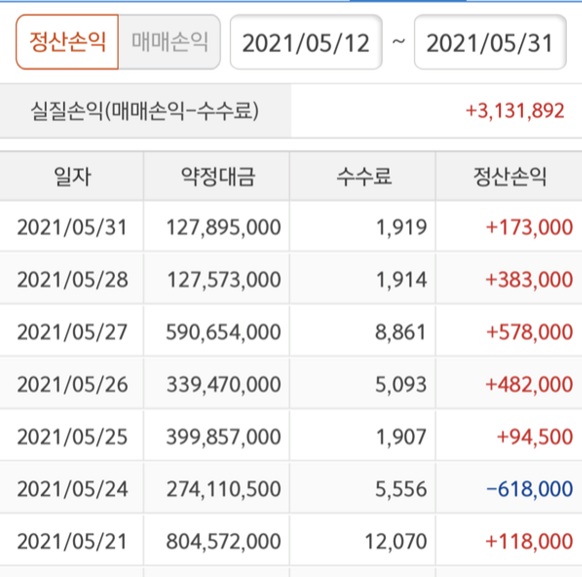 정산손익 매매손익 2021/05/12 ~ 2021/05/31
실질손익(매매손익-수수료) +3,131,892
일자 약정대금 수수료 정산손익
2021/05/31 127,895,000 1,919 +173,000
2021/05/28 127,573,000 1,914 +383,000
2021/05/27 590,654,000 8,861 +578,000
2021/05/26 339,470,000 5,093 +482,000
2021/05/25 399,857,000 1,907 +94,500
2021/05/24 274,110,500 5,556 -618,000
2021/05/21 804,572,000 12,070 +118,000